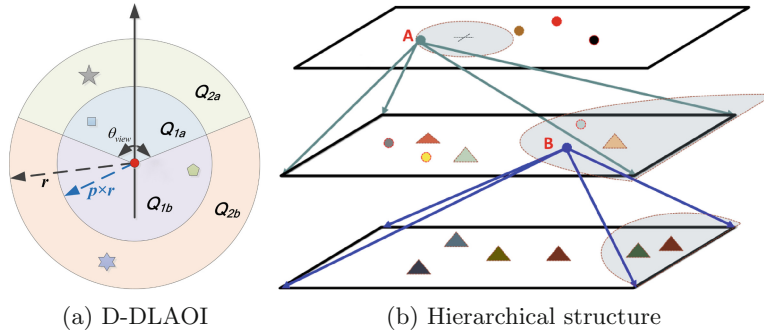 Q2a
Q1a
θview
Q1b
r
p×r
Q2b
(a) D-DLAOI
A
B
(b) Hierarchical structure